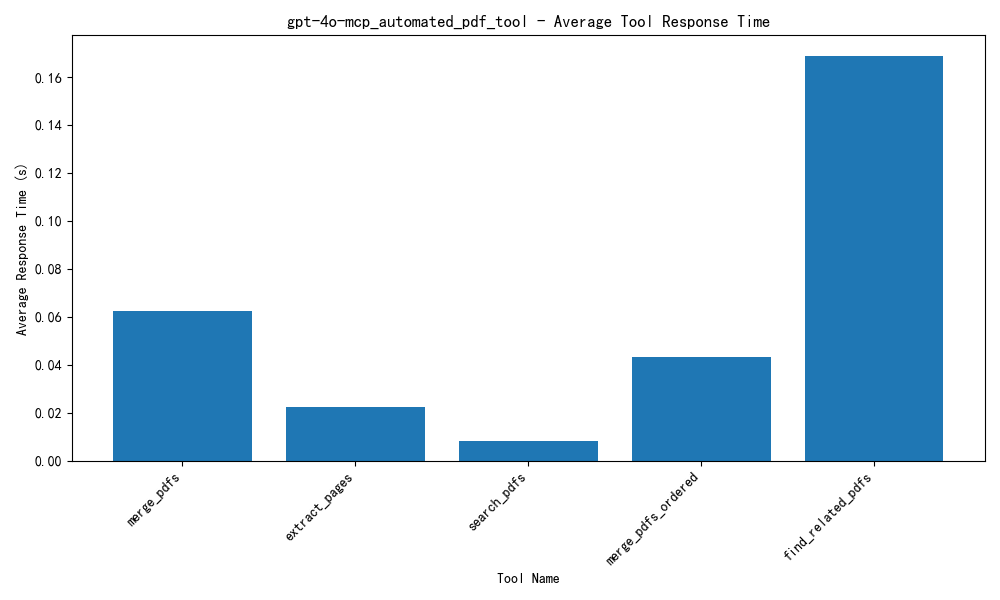 gpt-4o-mcp_automated_pdf_tool - Average Tool Response Time
Average Response Time (s)
0.16
0.14
0.12
0.10
0.08
0.06
0.04
0.02
0.00
merge_pdfs
extract_pages
search_pdfs
merge_pdfs_ordered
find_related_pdfs
Tool Name